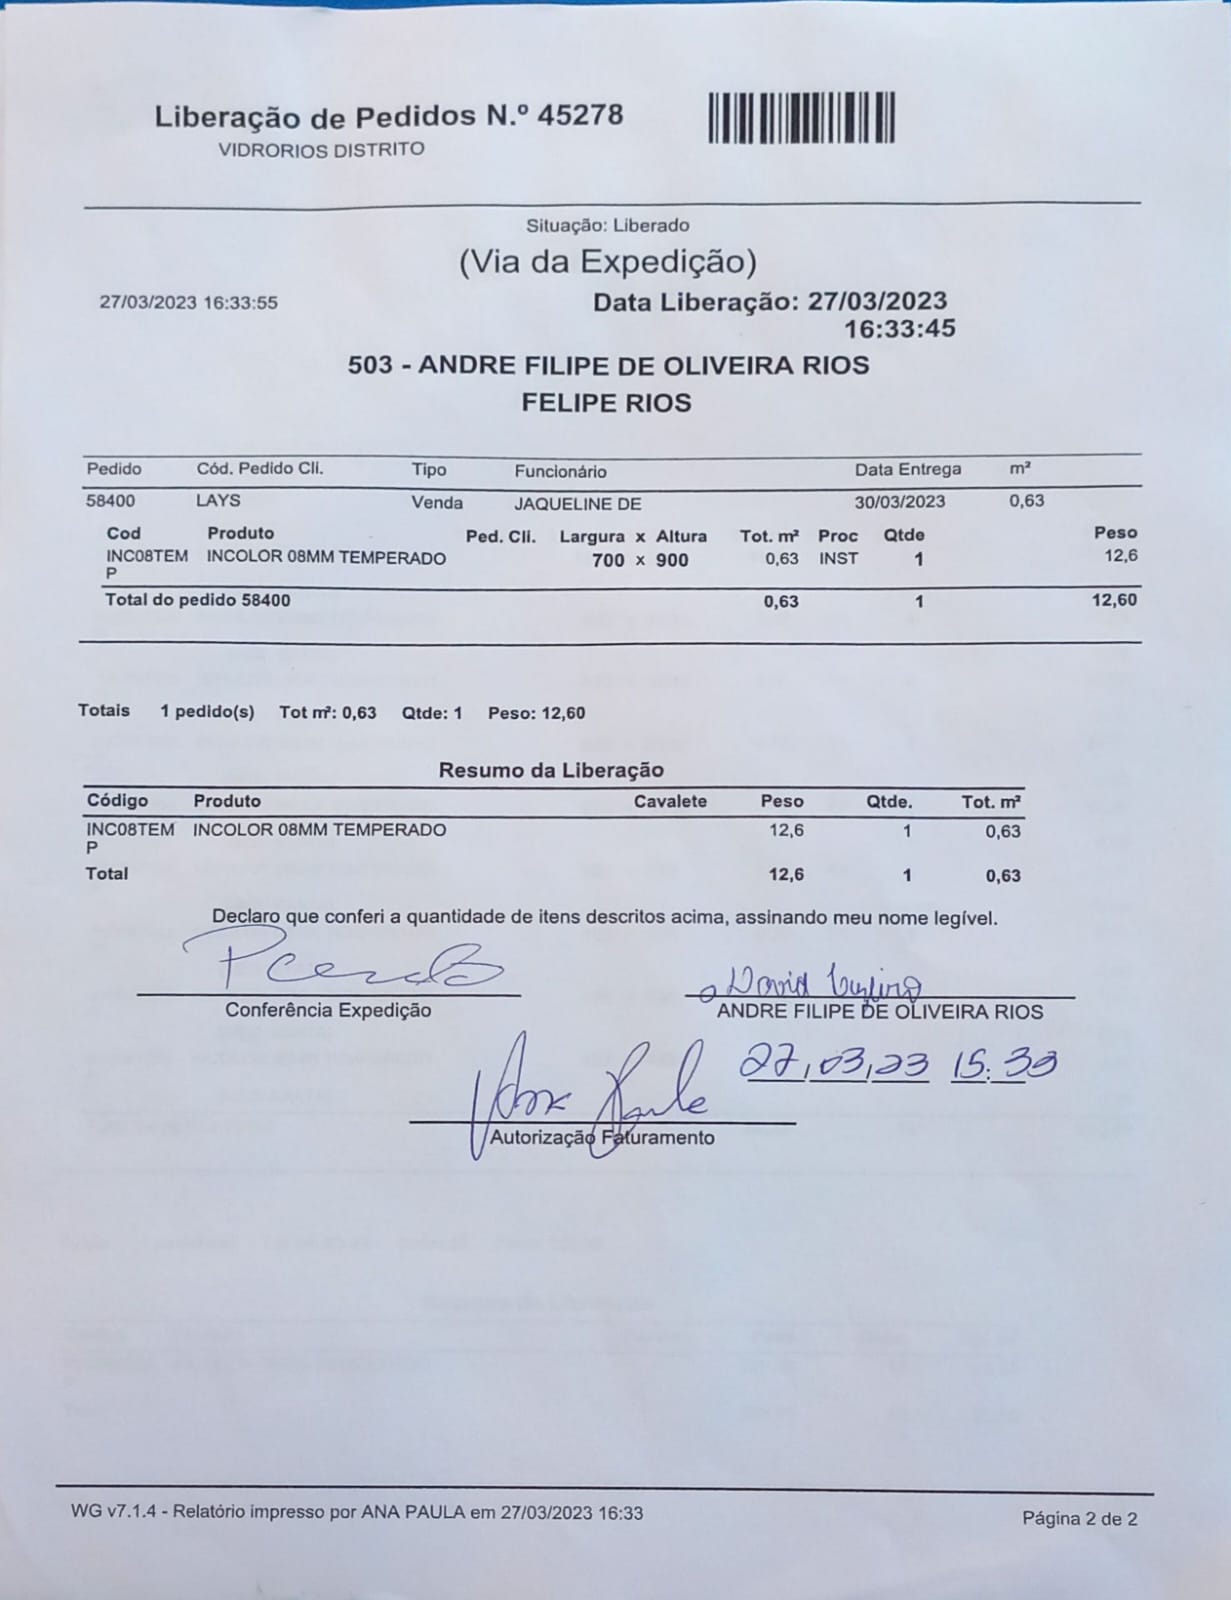 Liberação de Pedidos N.º 45278
VIDRORIOS DISTRITO
Situação: Liberado
(Via da Expedição)
27/03/2023 16:33:55
Data Liberação: 27/03/2023
16:33:45
503 - ANDRE FILIPE DE OLIVEIRA RIOS
FELIPE RIOS
Pedido Cód. Pedido Cli. Tipo Funcionário Data Entrega m²
58400 LAYS Venda JAQUELINE DE 30/03/2023 0,63
Cod Produto Ped. Cli. Largura x Altura Tot. m² Proc Qtde Peso
INC08TEM INCOLOR 08MM TEMPERADO 700 x 900 0,63 INST 1 12,6
P
Total do pedido 58400 0,63 1 12,60
Totais 1 pedido(s) Tot m²: 0,63 Qtde: 1 Peso: 12,60
Resumo da Liberação
Código Produto Cavalete Peso Qtde. Tot. m²
INC08TEM INCOLOR 08MM TEMPERADO 12,6 1 0,63
P
Total 12,6 1 0,63
Declaro que conferi a quantidade de itens descritos acima, assinando meu nome legível.
David
Conferência Expedição ANDRE FILIPE DE OLIVEIRA RIOS
27,03,23 15:33
Ana Paula
Autorização Faturamento
WG v7.1.4 - Relatório impresso por ANA PAULA em 27/03/2023 16:33
Página 2 de 2